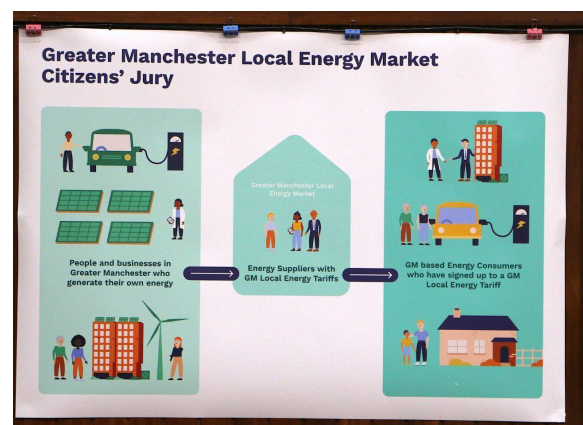 Greater Manchester Local Energy Market
Citizens' Jury
Greater Manchester Local
Energy Market
People and businesses in
Greater Manchester who
generate their own energy
Energy Suppliers with
GM Local Energy Tariffs
GM based Energy Consumers
who have signed up to a GM
Local Energy Tariff